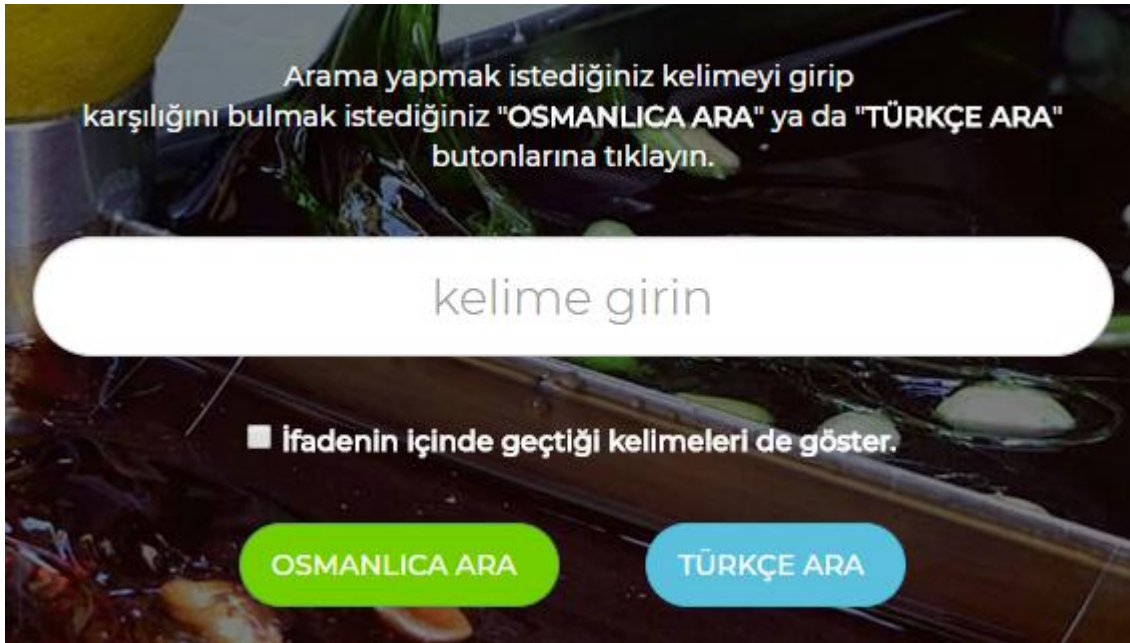 Arama yapmak istediğiniz kelimeyi girip
karşılığını bulmak istediğiniz "OSMANLICA ARA" ya da "TÜRKÇE ARA"
butonlarına tıklayın.
kelime girin
İfadenin içinde geçtiği kelimeleri de göster.
OSMANLICA ARA
TÜRKÇE ARA